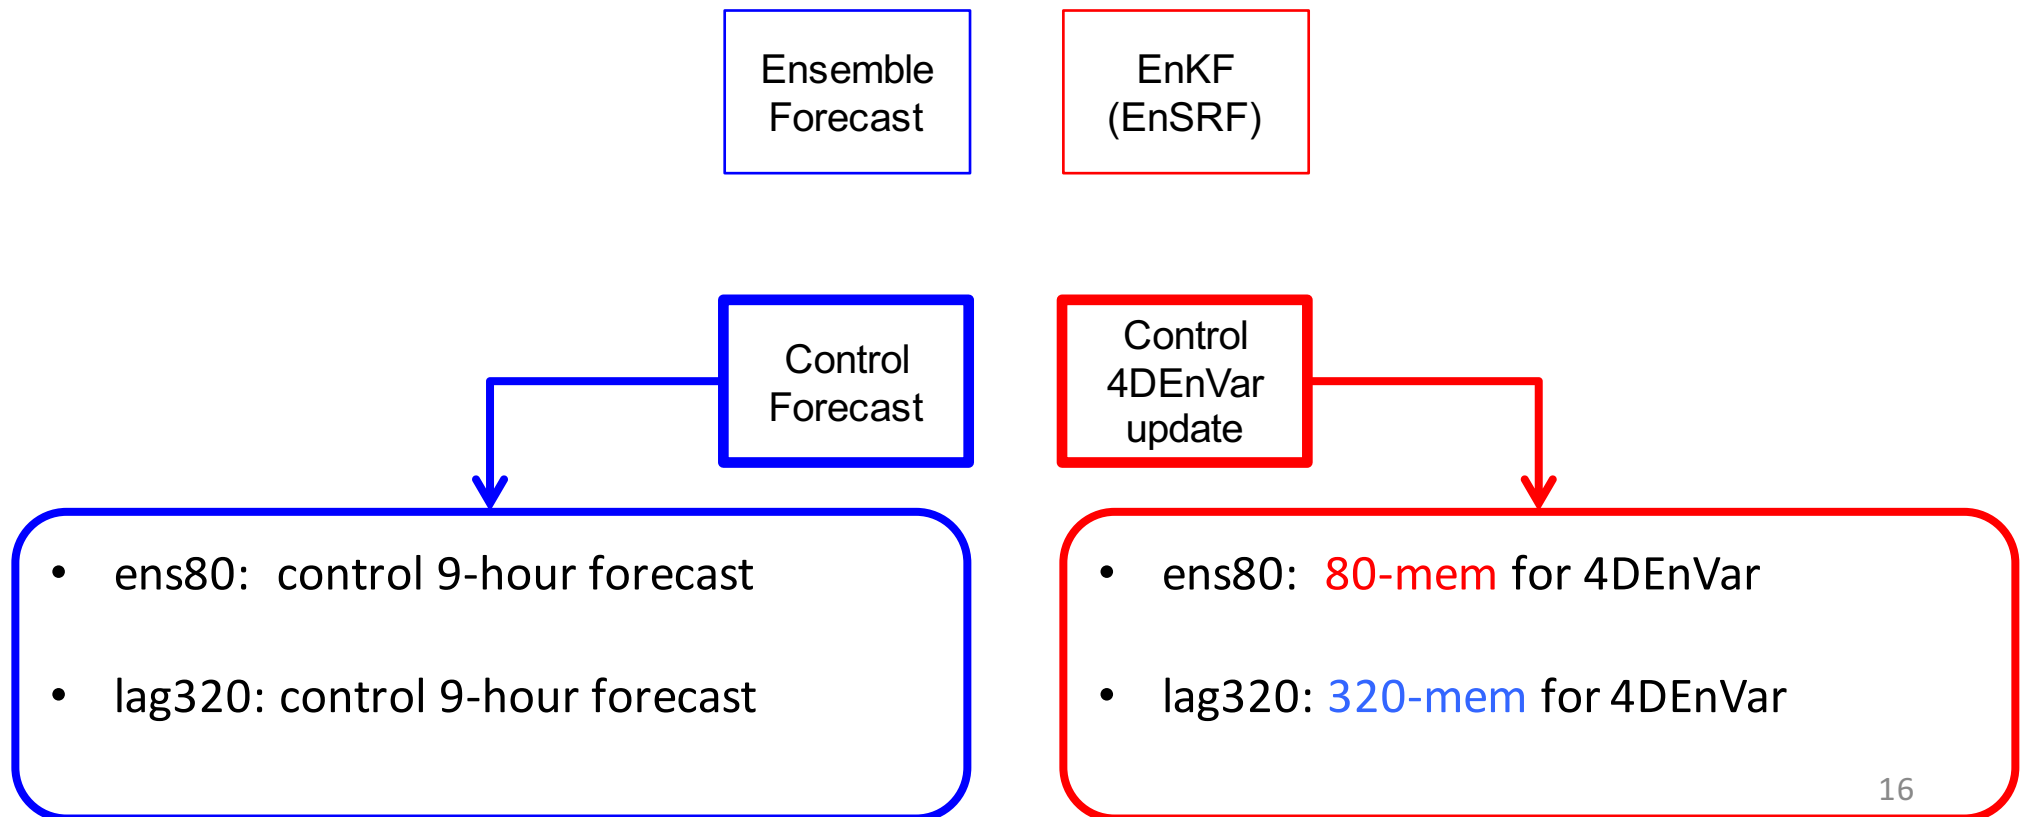 Ensemble
Forecast
EnKF
(EnSRF)
Control
Forecast
Control
4DEnVar
update
• ens80: control 9-hour forecast
• lag320: control 9-hour forecast
• ens80: 80-mem for 4DEnVar
• lag320: 320-mem for 4DEnVar
16